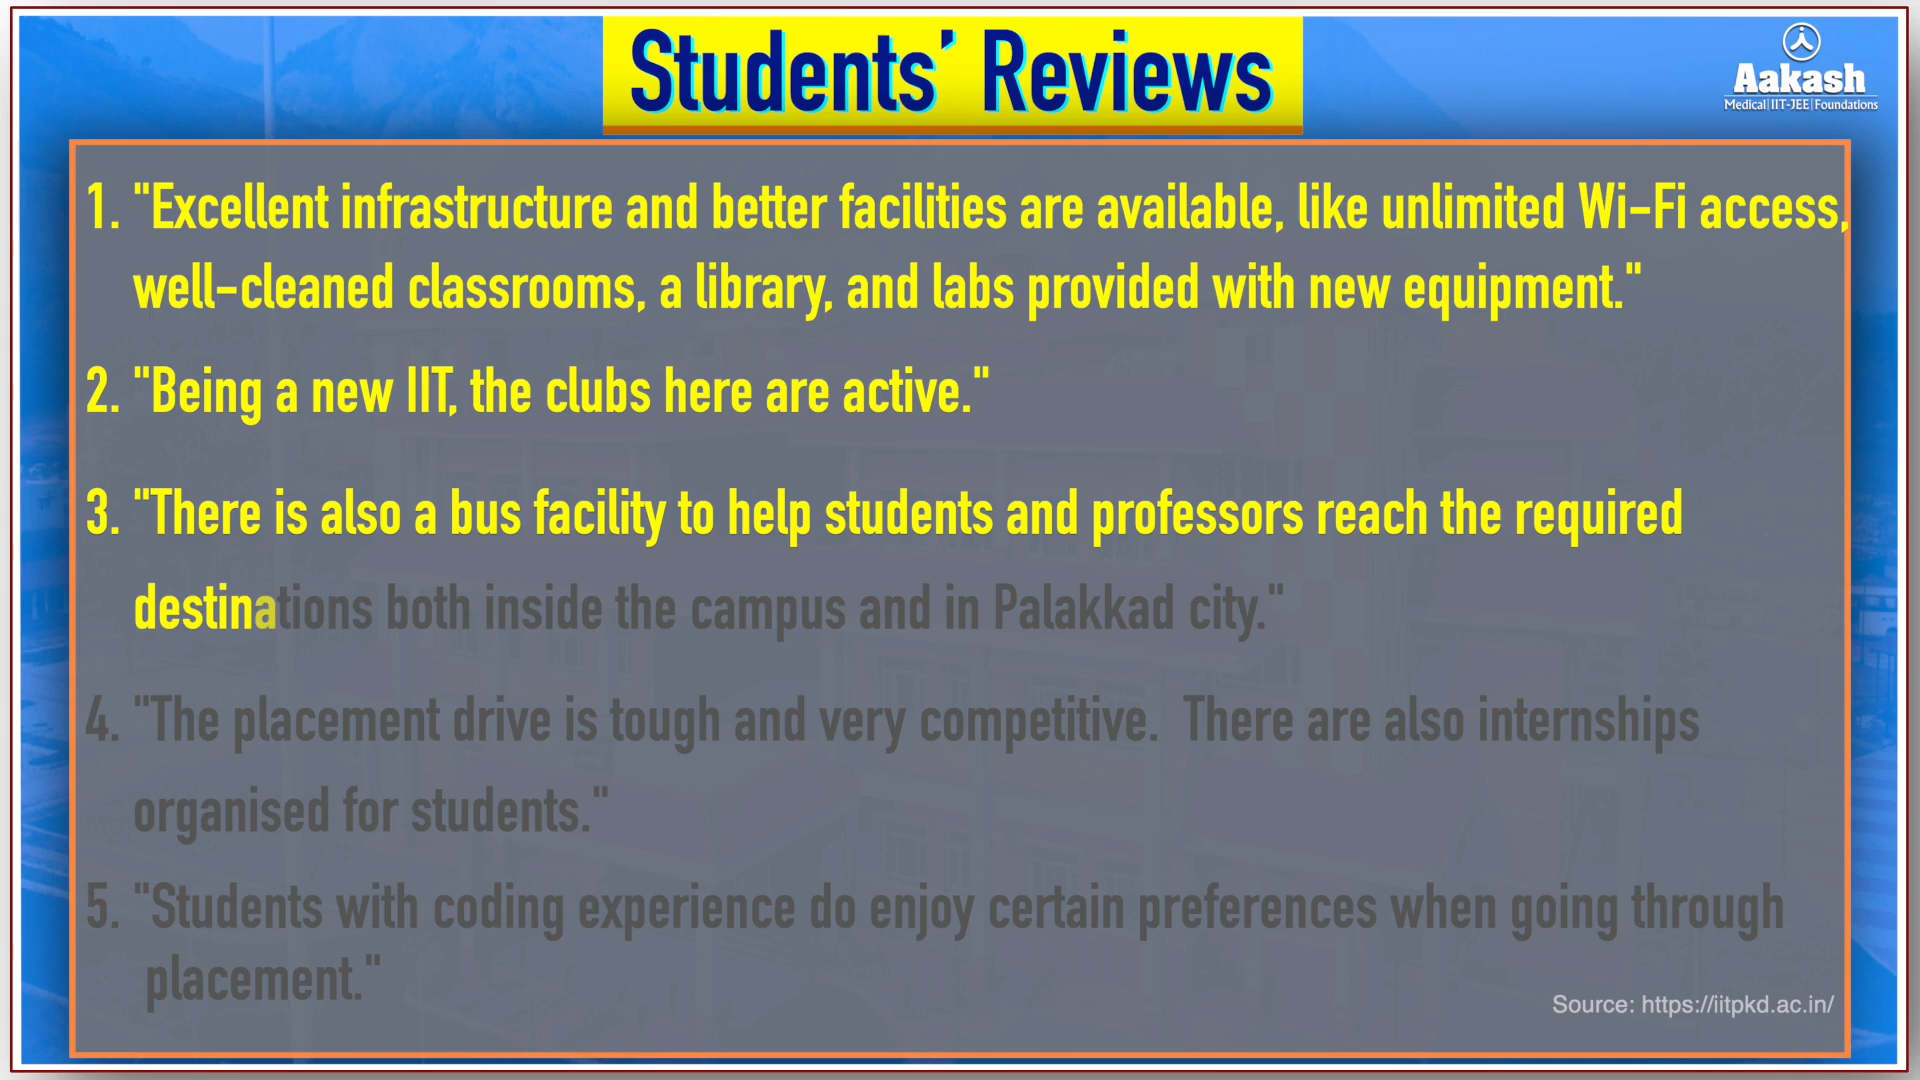 Students’ Reviews
Aakash
Medical|IIT-JEE|Foundations
1. "Excellent infrastructure and better facilities are available, like unlimited Wi-Fi access,
well-cleaned classrooms, a library, and labs provided with new equipment."
2. "Being a new IIT, the clubs here are active."
3. "There is also a bus facility to help students and professors reach the required
destinations both inside the campus and in Palakkad city."
4. "The placement drive is tough and very competitive. There are also internships
organised for students."
5. "Students with coding experience do enjoy certain preferences when going through
placement."
Source: https://iitpkd.ac.in/